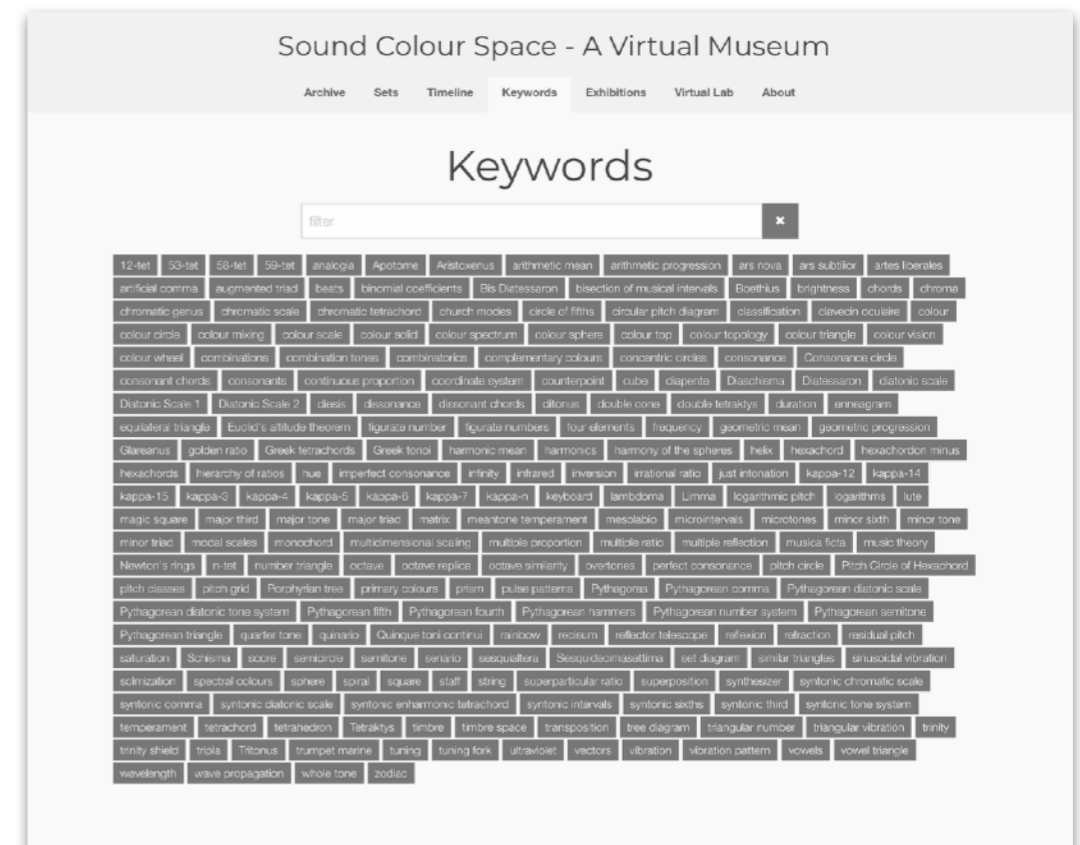 Sound Colour Space - A Virtual Museum
Archive Sets Timeline Keywords Exhibitions Virtual Lab About
Keywords
filter
12-tet 53-tet 58-tet 59-tet analogia Apotome Aristoxenus arithmetic mean arithmetic progression ars nova ars subtilior artes liberales
artificial comma augmented triad beats binomial coefficients Bis Diatessaron bisection of musical intervals Boethius brightness chords chroma
chromatic genus chromatic scale chromatic tetrachord church modes circle of fifths circular pitch diagram classification clavecin oculaire colour
colour circle colour mixing colour scale colour solid colour spectrum colour sphere colour top colour topology colour triangle colour vision
colour wheel combinations combination tones combinatorics complementary colours concentric circles consonance Consonance circle
consonant chords consonants continuous proportion coordinate system counterpoint cube diapente Diaschisma Diatessaron diatonic scale
Diatonic Scale 1 Diatonic Scale 2 diesis dissonance dissonant chords ditonus double cone double tetraktys duration enneagram
equilateral triangle Euclid's altitude theorem figurate number figurate numbers four elements frequency geometric mean geometric progression
Glareanus golden ratio Greek tetrachords Greek tonoi harmonic mean harmonics harmony of the spheres helix hexachord hexachordon minus
hexachords hierarchy of ratios hue imperfect consonance infinity infrared inversion irrational ratio just intonation kappa-12 kappa-14
kappa-15 kappa-3 kappa-4 kappa-5 kappa-6 kappa-7 kappa-n keyboard lambdoma Limma logarithmic pitch logarithms lute
magic square major third major tone major triad matrix meantone temperament mesolabio microintervals microtones minor sixth minor tone
minor triad modal scales monochord multidimensional scaling multiple proportion multiple ratio multiple reflection musica ficta music theory
Newton's rings n-tet number triangle octave octave replica octave similarity overtones perfect consonance pitch circle Pitch Circle of Hexachord
pitch classes pitch grid Porphyrian tree primary colours prism pulse patterns Pythagoras Pythagorean comma Pythagorean diatonic scale
Pythagorean diatonic tone system Pythagorean fifth Pythagorean fourth Pythagorean hammers Pythagorean number system Pythagorean semitone
Pythagorean triangle quarter tone quinario Quinque toni continui rainbow recisum reflector telescope reflexion refraction residual pitch
saturation Schisma score semicircle semitone senario sesquialtera Sesquidecimasettima set diagram similar triangles sinusoidal vibration
solmization spectral colours sphere spiral square staff string superparticular ratio superposition synthesizer syntonic chromatic scale
syntonic comma syntonic diatonic scale syntonic enharmonic tetrachord syntonic intervals syntonic sixths syntonic third syntonic tone system
temperament tetrachord tetrahedron Tetraktys timbre timbre space transposition tree diagram triangular number triangular vibration trinity
trinity shield tripla Tritonus trumpet marine tuning tuning fork ultraviolet vectors vibration vibration pattern vowels vowel triangle
wavelength wave propagation whole tone zodiac